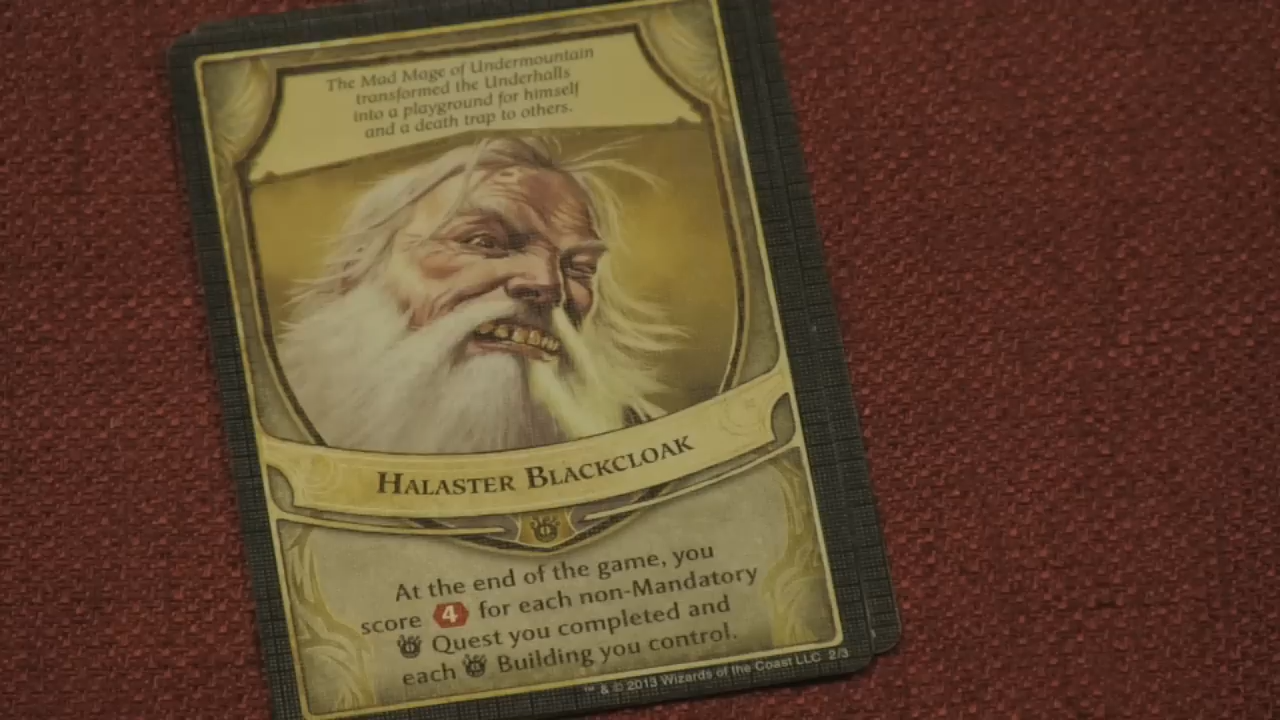 The Mad Mage of Undermountain
transformed the Underhalls
into a playground for himself
and a death trap to others.
HALASTER BLACKCLOAK
At the end of the game, you
score 4 for each non-Mandatory
Quest you completed and
each Building you control.
™ & © 2013 Wizards of the Coast LLC 2/3